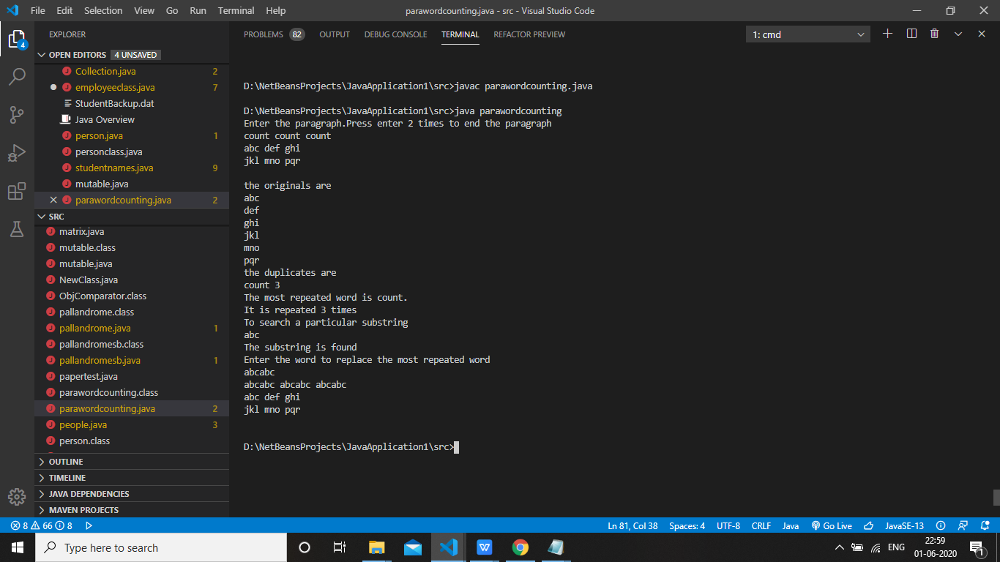 File Edit Selection View Go Run Terminal Help
parawordcounting.java - src - Visual Studio Code
EXPLORER
OPEN EDITORS 4 UNSAVED
Collection.java 2
employeeclass.java 7
StudentBackup.dat
Java Overview
person.java 1
personclass.java
studentnames.java 9
mutable.java
parawordcounting.java 2
SRC
matrix.java
mutable.class
mutable.java
NewClass.java
ObjComparator.class
pallandrome.class
pallandrome.java 1
pallandromesb.class
pallandromesb.java 1
papertest.java
parawordcounting.class
parawordcounting.java 2
people.java 3
person.class
OUTLINE
TIMELINE
JAVA DEPENDENCIES
MAVEN PROJECTS
4
PROBLEMS 82 OUTPUT DEBUG CONSOLE TERMINAL REFACTOR PREVIEW
1: cmd
D:\NetBeansProjects\JavaApplication1\src>javac parawordcounting.java
D:\NetBeansProjects\JavaApplication1\src>java parawordcounting
Enter the paragraph.Press enter 2 times to end the paragraph
count count count
abc def ghi
jkl mno pqr
the originals are
abc
def
ghi
jkl
mno
pqr
the duplicates are
count 3
The most repeated word is count.
It is repeated 3 times
To search a particular substring
abc
The substring is found
Enter the word to replace the most repeated word
abcabc
abcabc abcabc abcabc
abc def ghi
jkl mno pqr
D:\NetBeansProjects\JavaApplication1\src>
8 66 8
Ln 81, Col 38 Spaces: 4 UTF-8 CRLF Java Go Live JavaSE-13
Type here to search
W
ENG
22:59
01-06-2020
1